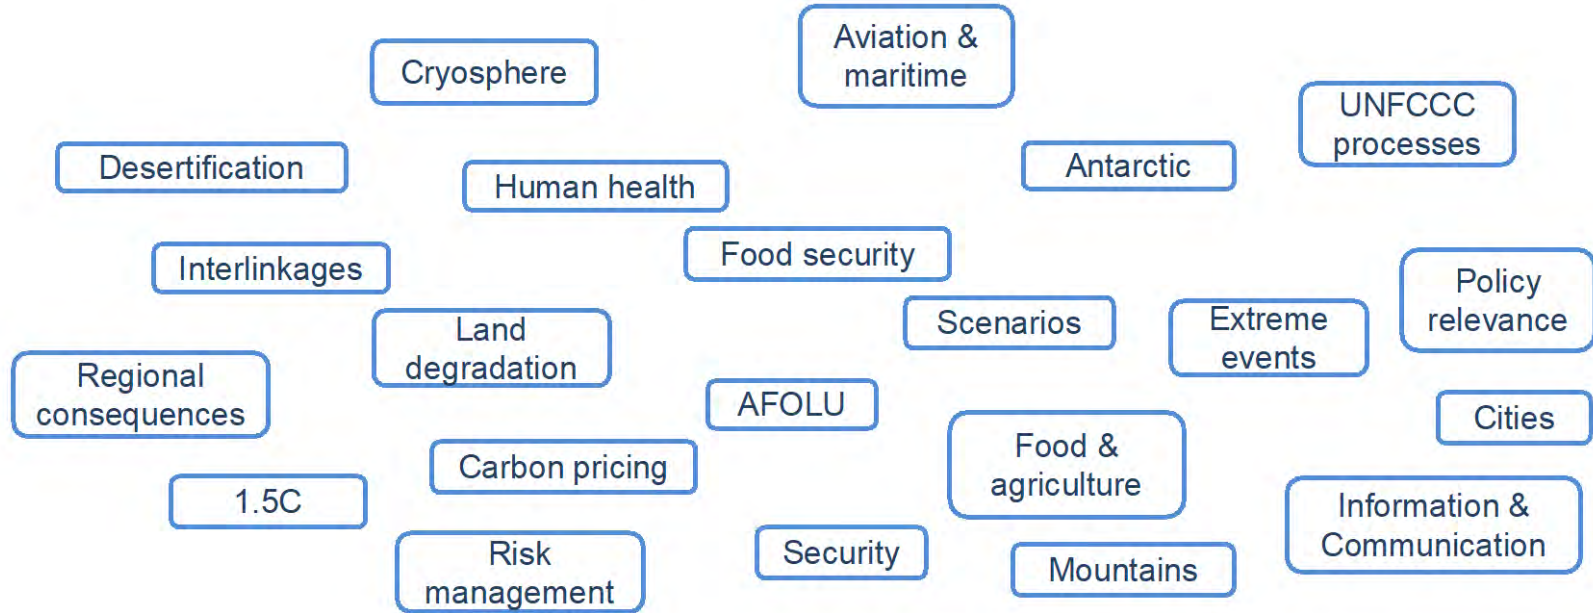 Aviation &
maritime
Cryosphere
UNFCCC
processes
Desertification
Human health
Antarctic
Interlinkages
Food security
Policy
relevance
Land
degradation
Scenarios
Extreme
events
Regional
consequences
AFOLU
Cities
Carbon pricing
Food &
agriculture
1.5C
Information &
Communication
Risk
management
Security
Mountains